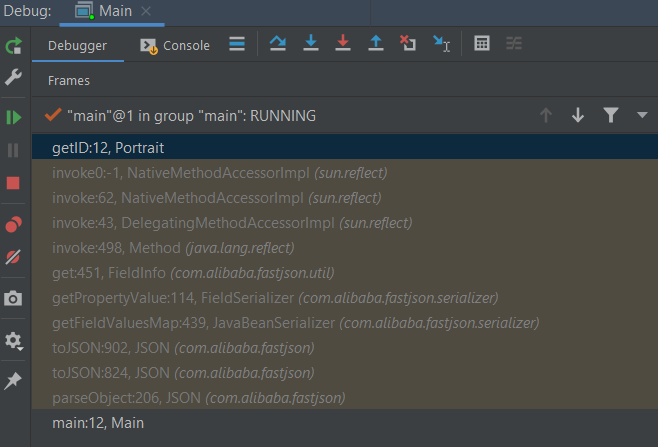 Debug: Main
Debugger Console
Frames
"main"@1 in group "main": RUNNING
getID:12, Portrait
invoke0:-1, NativeMethodAccessorImpl (sun.reflect)
invoke:62, NativeMethodAccessorImpl (sun.reflect)
invoke:43, DelegatingMethodAccessorImpl (sun.reflect)
invoke:498, Method (java.lang.reflect)
get:451, FieldInfo (com.alibaba.fastjson.util)
getPropertyValue:114, FieldSerializer (com.alibaba.fastjson.serializer)
getFieldValuesMap:439, JavaBeanSerializer (com.alibaba.fastjson.serializer)
toJSON:902, JSON (com.alibaba.fastjson)
toJSON:824, JSON (com.alibaba.fastjson)
parseObject:206, JSON (com.alibaba.fastjson)
main:12, Main